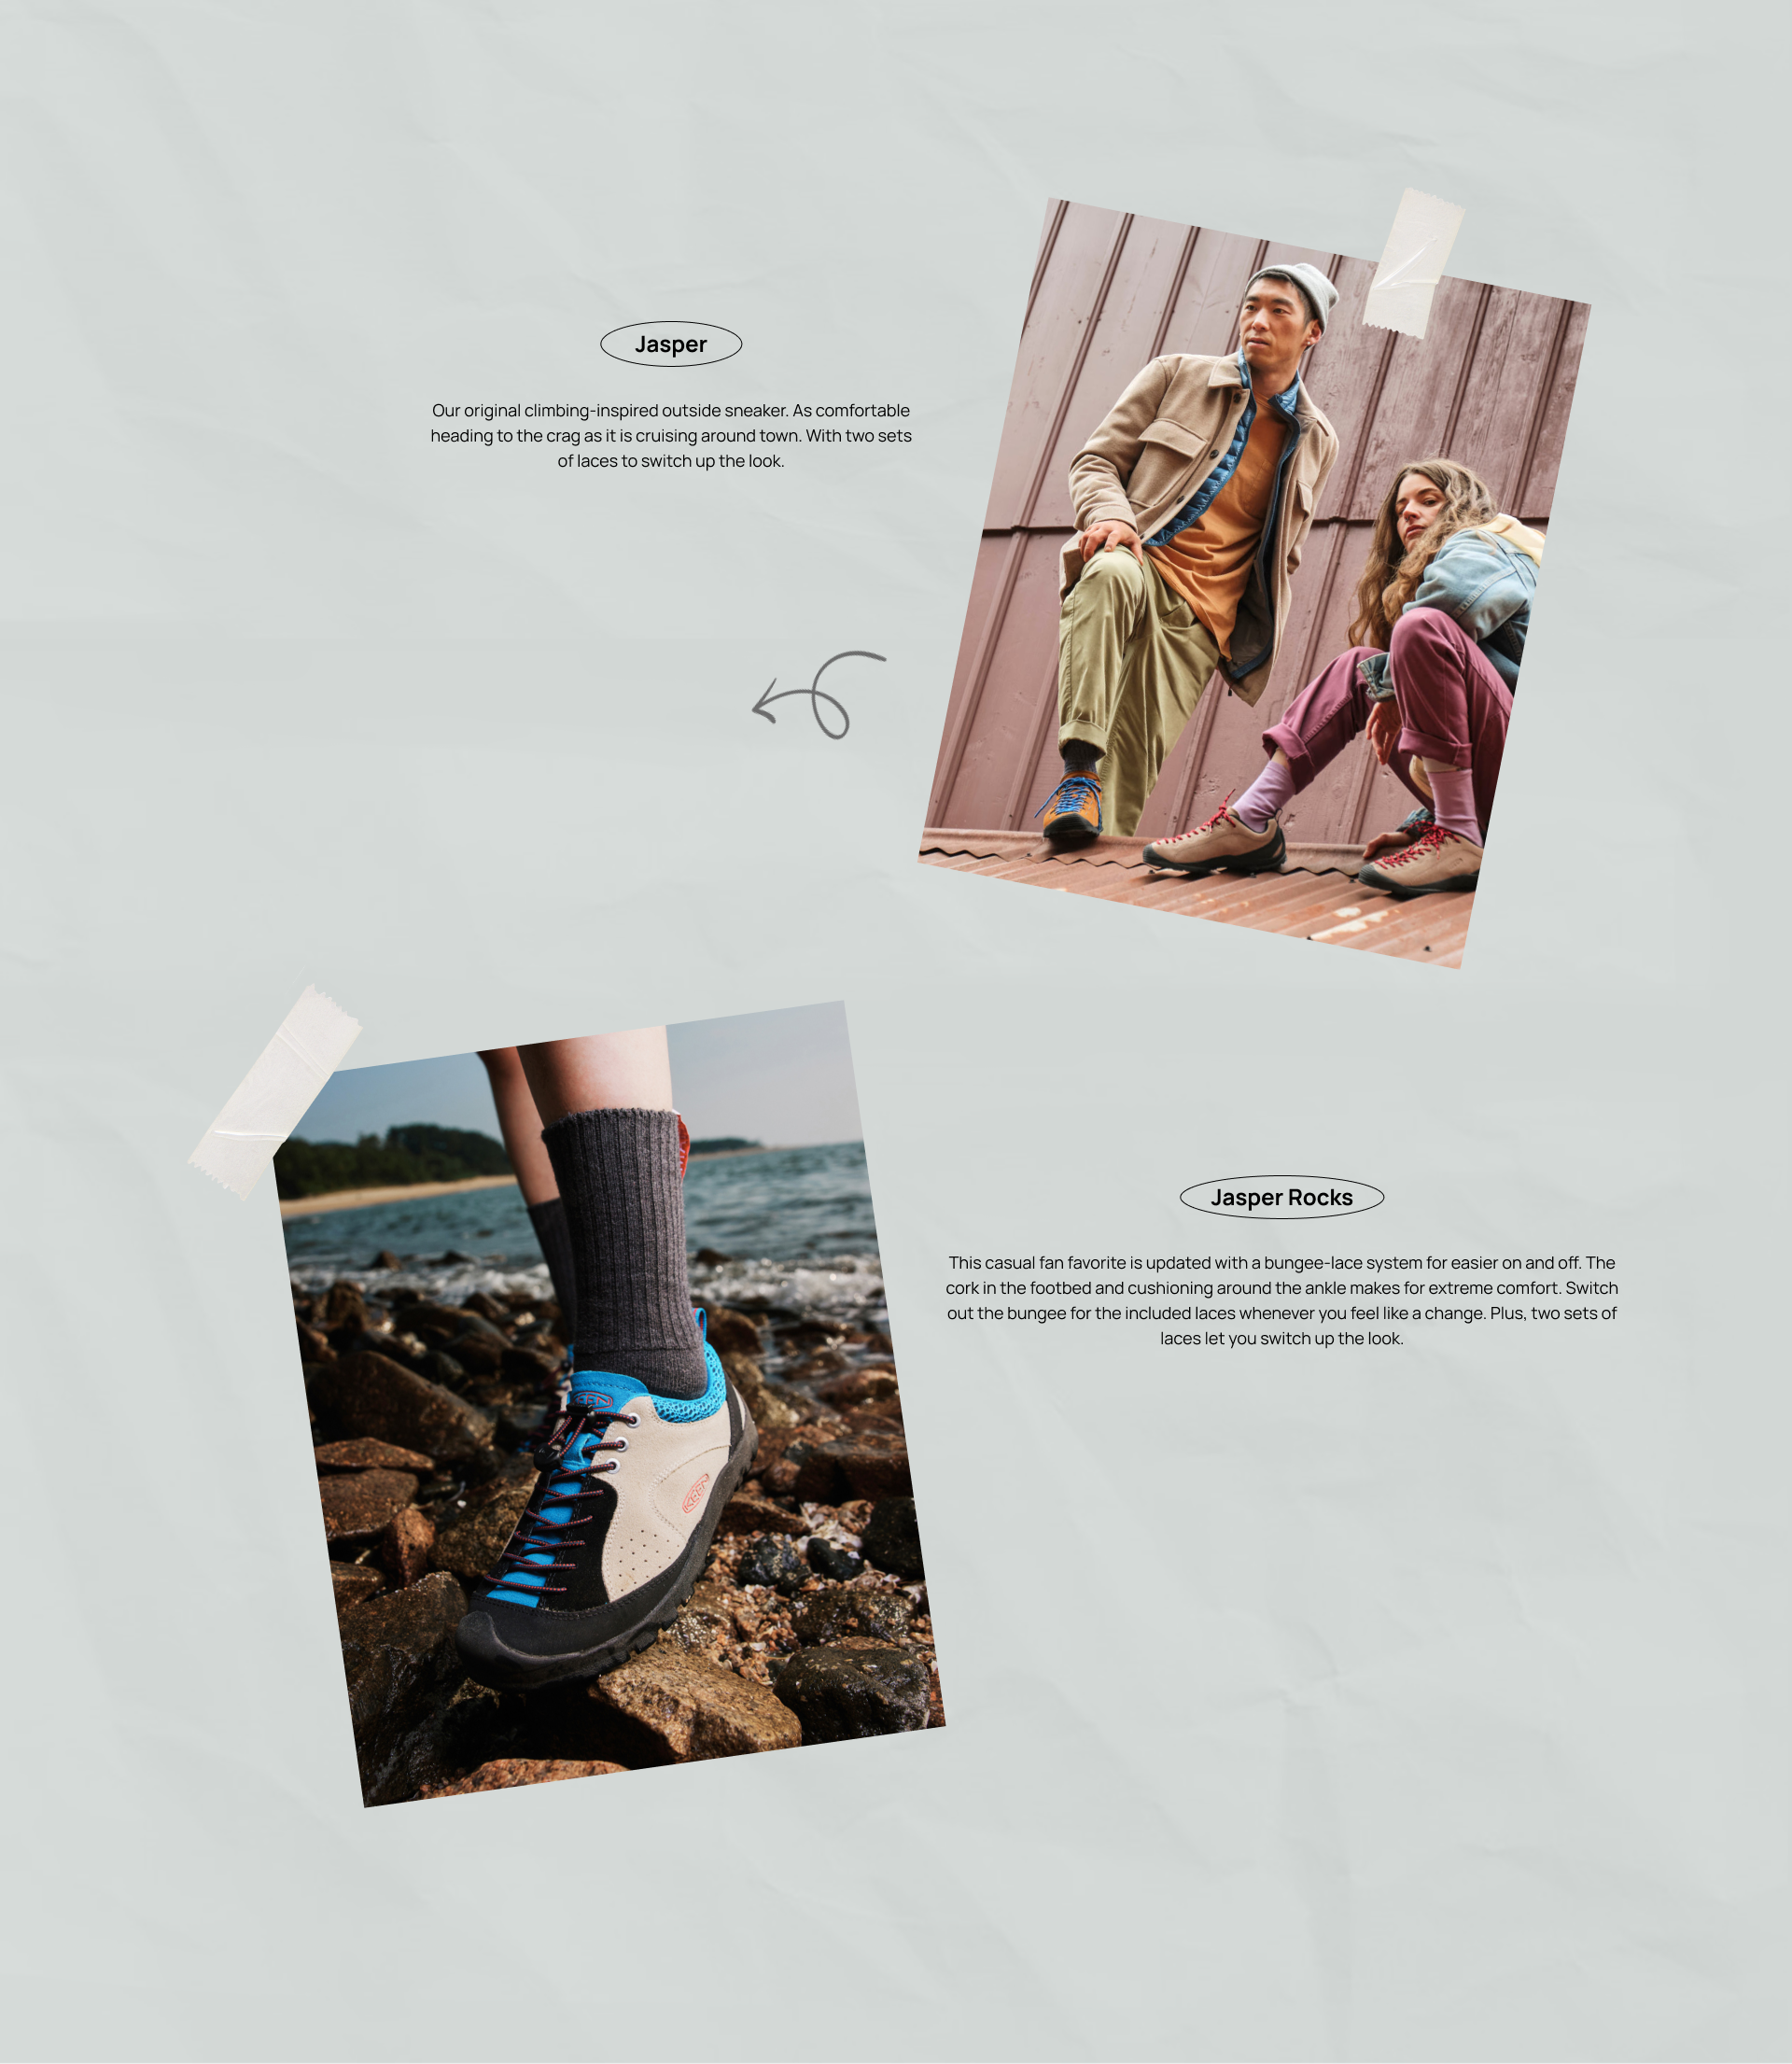 Jasper
Our original climbing-inspired outside sneaker. As comfortable
heading to the crag as it is cruising around town. With two sets
of laces to switch up the look.
Jasper Rocks
This casual fan favorite is updated with a bungee-lace system for easier on and off. The
cork in the footbed and cushioning around the ankle makes for extreme comfort. Switch
out the bungee for the included laces whenever you feel like a change. Plus, two sets of
laces let you switch up the look.
KEEN
KEEN